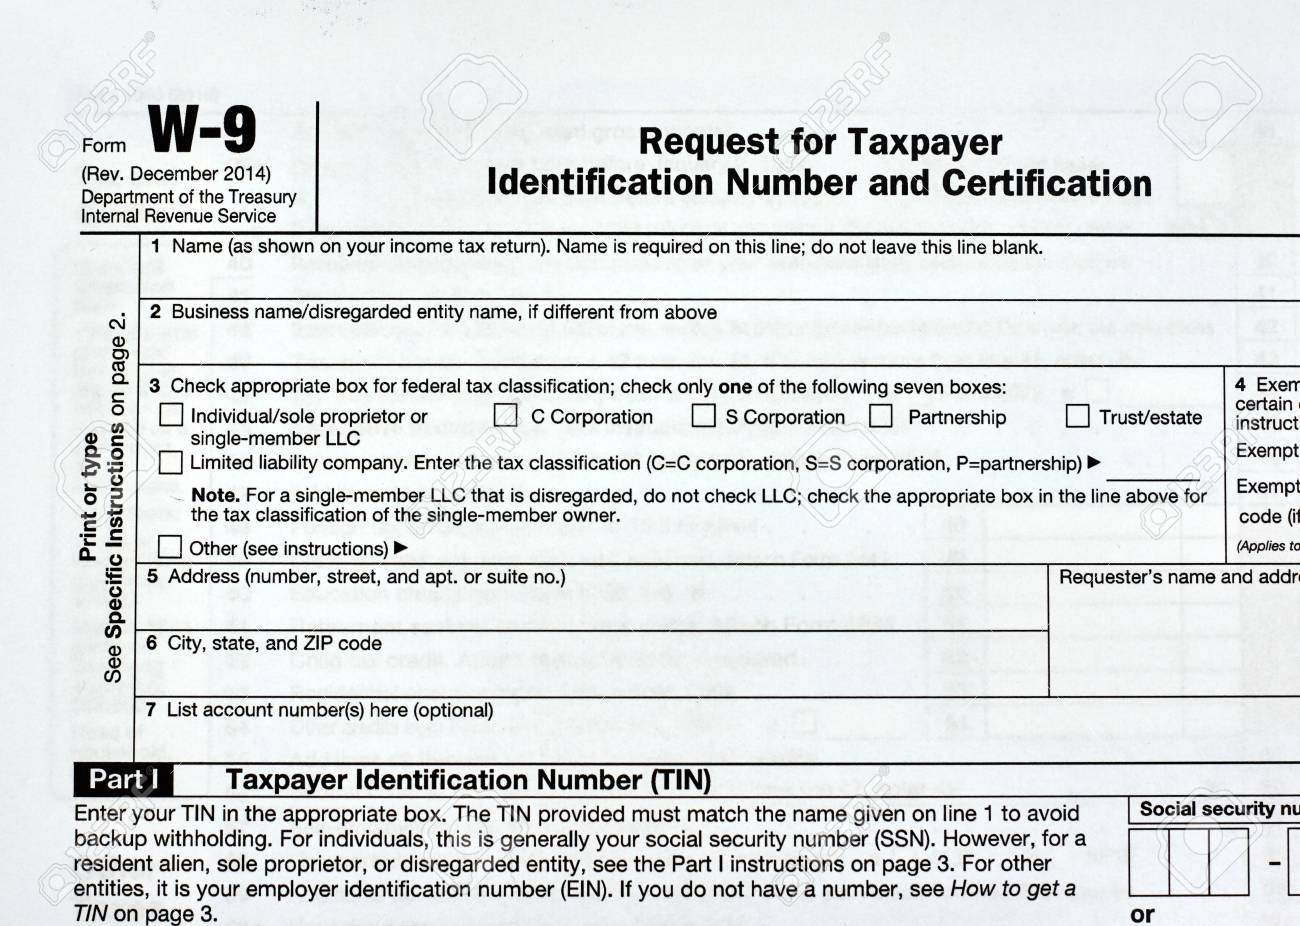 Form W-9
(Rev. December 2014)
Department of the Treasury
Internal Revenue Service
Request for Taxpayer
Identification Number and Certification
Print or type
See Specific Instructions on page 2.
1 Name (as shown on your income tax return). Name is required on this line; do not leave this line blank.
2 Business name/disregarded entity name, if different from above
3 Check appropriate box for federal tax classification; check only one of the following seven boxes:
Individual/sole proprietor or single-member LLC
C Corporation
S Corporation
Partnership
Trust/estate
Limited liability company. Enter the tax classification (C=C corporation, S=S corporation, P=partnership) ▶
Note. For a single-member LLC that is disregarded, do not check LLC; check the appropriate box in the line above for
the tax classification of the single-member owner.
Other (see instructions) ▶
4 Exem
certain
instructi
Exempt
Exempt
code (if
(Applies to
5 Address (number, street, and apt. or suite no.)
Requester's name and addre
6 City, state, and ZIP code
7 List account number(s) here (optional)
Part I Taxpayer Identification Number (TIN)
Enter your TIN in the appropriate box. The TIN provided must match the name given on line 1 to avoid
backup withholding. For individuals, this is generally your social security number (SSN). However, for a
resident alien, sole proprietor, or disregarded entity, see the Part I instructions on page 3. For other
entities, it is your employer identification number (EIN). If you do not have a number, see How to get a
TIN on page 3.
Social security nu
–
or
123RF